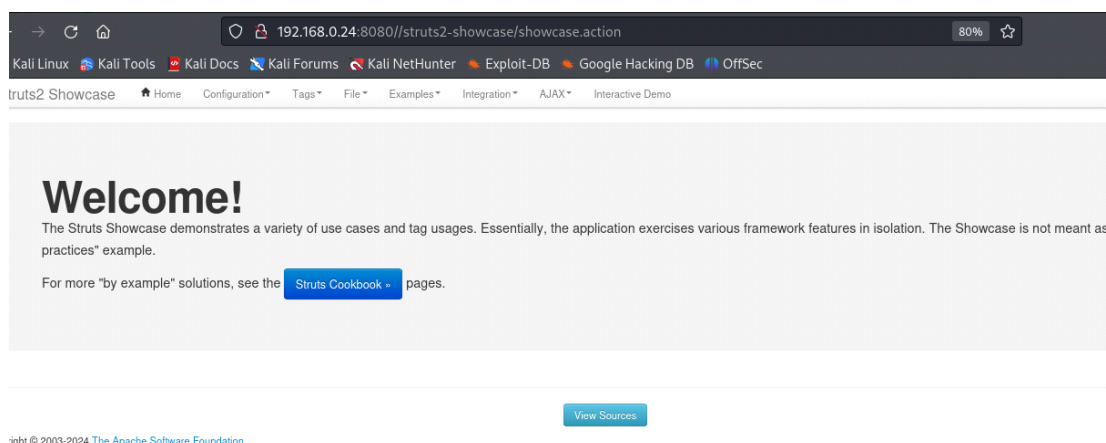 192.168.0.24:8080//struts2-showcase/showcase.action 80%
Kali Linux Kali Tools Kali Docs Kali Forums Kali NetHunter Exploit-DB Google Hacking DB OffSec
truts2 Showcase Home Configuration Tags File Examples Integration AJAX Interactive Demo
Welcome!
The Struts Showcase demonstrates a variety of use cases and tag usages. Essentially, the application exercises various framework features in isolation. The Showcase is not meant as
practices" example.
For more "by example" solutions, see the Struts Cookbook » pages.
View Sources
right © 2003-2024 The Apache Software Foundation